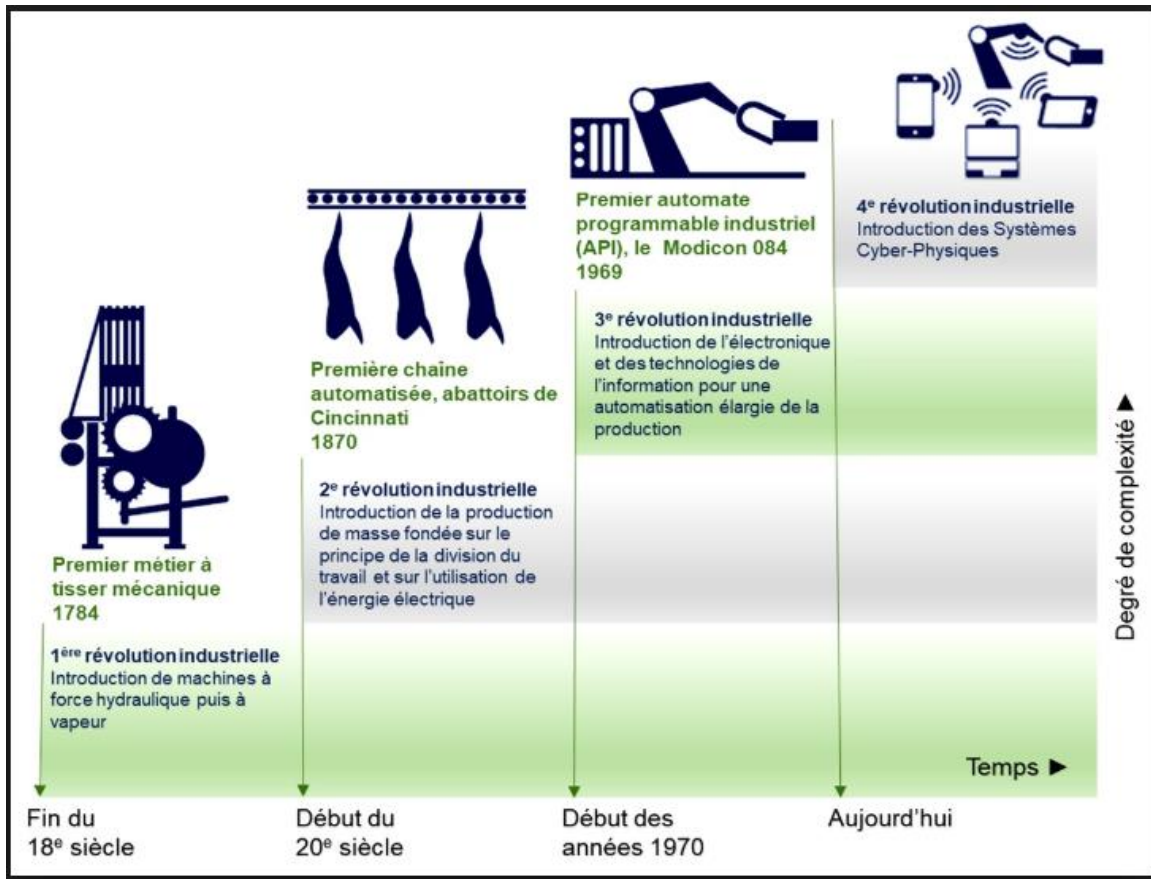 Premier métier à
tisser mécanique
1784
1ère révolution industrielle
Introduction de machines à
force hydraulique puis à
vapeur
Première chaîne
automatisée, abattoirs de
Cincinnati
1870
2e révolution industrielle
Introduction de la production
de masse fondée sur le
principe de la division du
travail et sur l'utilisation de
l'énergie électrique
Premier automate
programmable industriel
(API), le Modicon 084
1969
3e révolution industrielle
Introduction de l'électronique
et des technologies de
l'information pour une
automatisation élargie de la
production
4e révolution industrielle
Introduction des Systèmes
Cyber-Physiques
Degré de complexité ►
Temps ►
Fin du
18e siècle
Début du
20e siècle
Début des
années 1970
Aujourd'hui